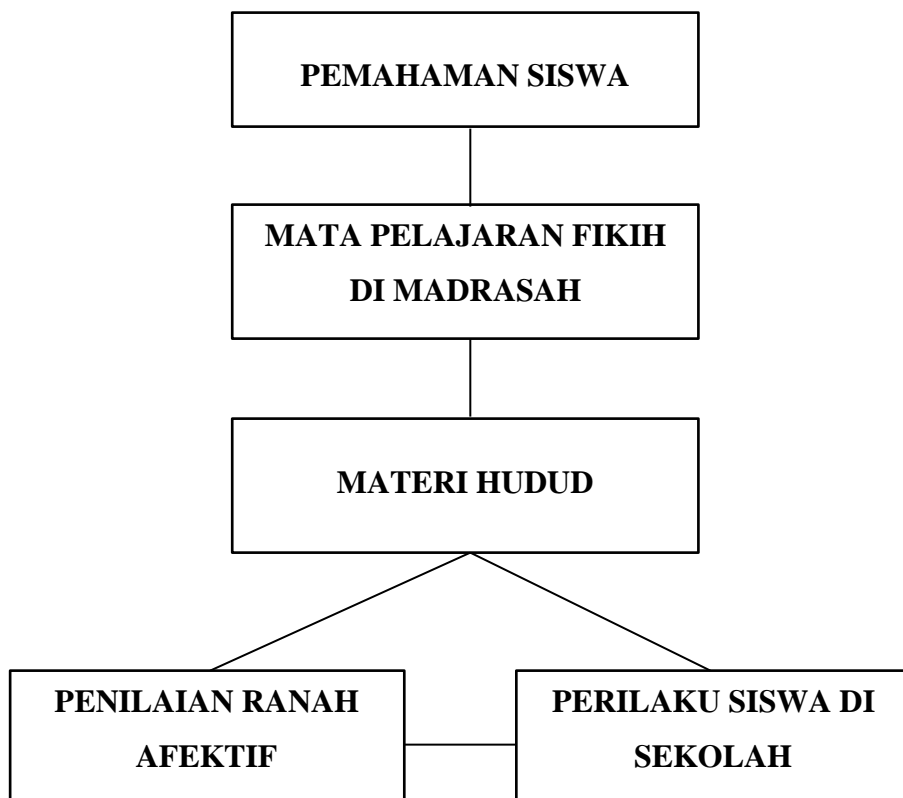 PEMAHAMAN SISWA
MATA PELAJARAN FIKIH
DI MADRASAH
MATERI HUDUD
PENILAIAN RANAH
AFEKTIF
PERILAKU SISWA DI
SEKOLAH